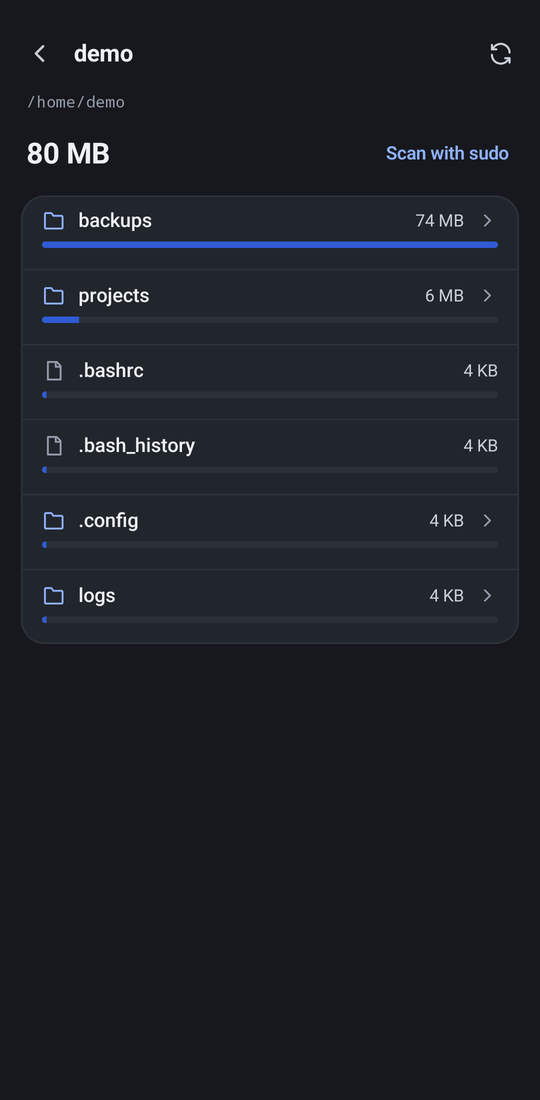 demo
/home/demo
80 MB Scan with sudo
backups 74 MB
projects 6 MB
.bashrc 4 KB
.bash_history 4 KB
.config 4 KB
logs 4 KB